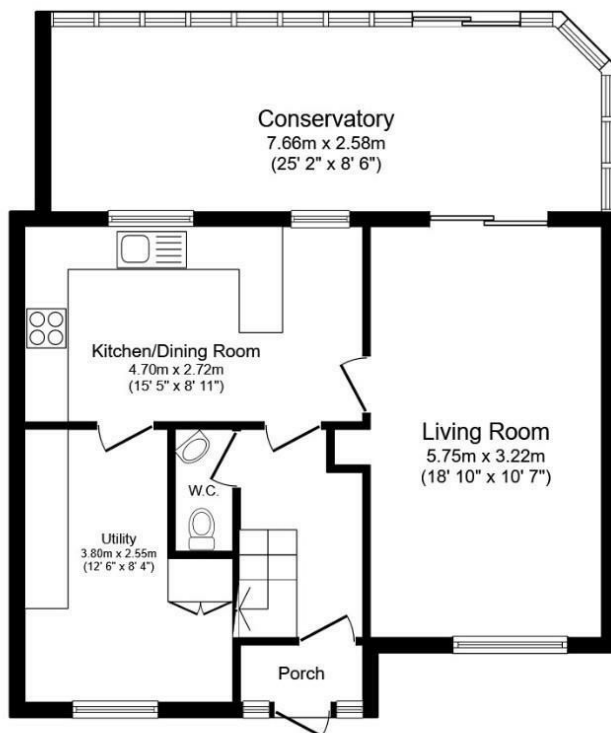 Conservatory
7.66m x 2.58m
(25' 2" x 8' 6")
Kitchen/Dining Room
4.70m x 2.72m
(15' 5" x 8' 11")
Living Room
5.75m x 3.22m
(18' 10" x 10' 7")
W.C.
Utility
3.80m x 2.55m
(12' 6" x 8' 4")
Porch